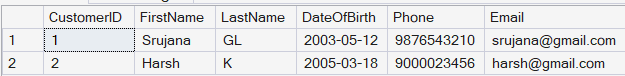 CustomerID FirstName LastName DateOfBirth Phone Email
1 1 Srujana GL 2003-05-12 9876543210 srujana@gmail.com
2 2 Harsh K 2005-03-18 9000023456 harsh@gmail.com